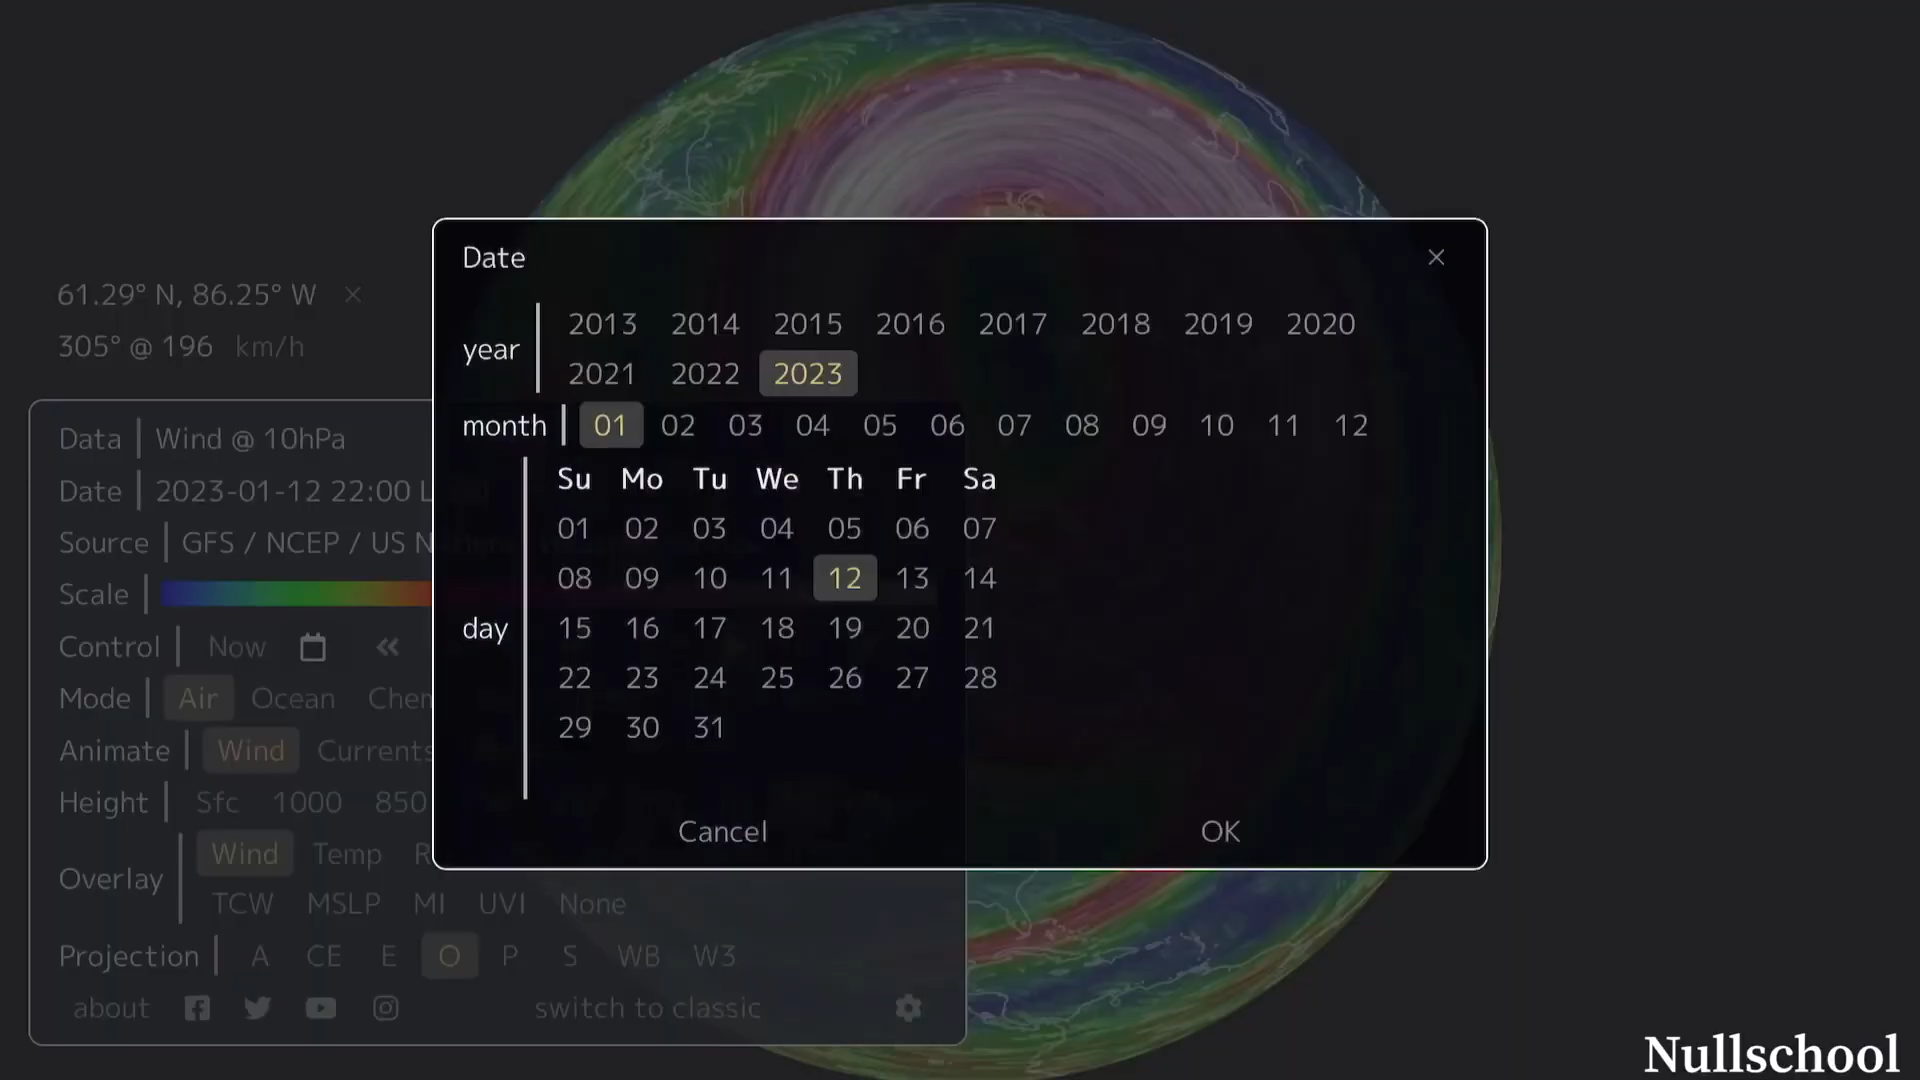 Date ×
year
2013 2014 2015 2016 2017 2018 2019 2020
2021 2022 2023
month 01 02 03 04 05 06 07 08 09 10 11 12
Su Mo Tu We Th Fr Sa
01 02 03 04 05 06 07
08 09 10 11 12 13 14
day 15 16 17 18 19 20 21
22 23 24 25 26 27 28
29 30 31
Cancel OK
61.29° N, 86.25° W ×
305° @ 196 km/h
Data | Wind @ 10hPa
Date | 2023-01-12 22:00
Source | GFS / NCEP / US
Scale |
Control | Now «
Mode | Air Ocean
Animate | Wind Currents
Height | Sfc 1000 850
Overlay
Wind Temp
TCW MSLP MI UVI None
Projection | A CE E O P S WB W3
about switch to classic
Nullschool